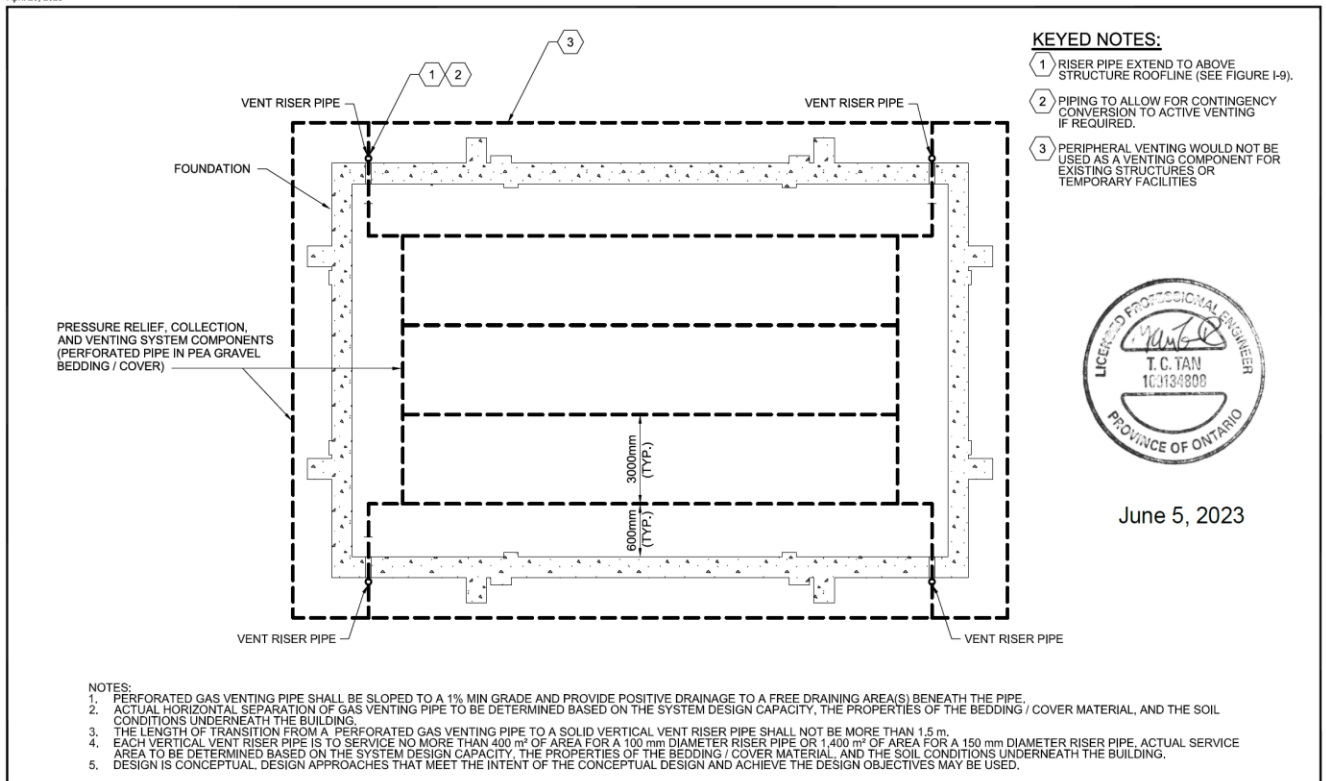 KEYED NOTES:
1 RISER PIPE EXTEND TO ABOVE
STRUCTURE ROOFLINE (SEE FIGURE I-9).
2 PIPING TO ALLOW FOR CONTINGENCY
CONVERSION TO ACTIVE VENTING
IF REQUIRED.
3 PERIPHERAL VENTING WOULD NOT BE
USED AS A VENTING COMPONENT FOR
EXISTING STRUCTURES OR
TEMPORARY FACILITIES
3
1 2
VENT RISER PIPE
VENT RISER PIPE
FOUNDATION
PRESSURE RELIEF, COLLECTION,
AND VENTING SYSTEM COMPONENTS
(PERFORATED PIPE IN PEA GRAVEL
BEDDING / COVER)
3000mm
(TYP.)
600mm
(TYP.)
VENT RISER PIPE
VENT RISER PIPE
LICENSED PROFESSIONAL ENGINEER
T. C. TAN
100134808
PROVINCE OF ONTARIO
June 5, 2023
NOTES:
1. PERFORATED GAS VENTING PIPE SHALL BE SLOPED TO A 1% MIN GRADE AND PROVIDE POSITIVE DRAINAGE TO A FREE DRAINING AREA(S) BENEATH THE PIPE.
2. ACTUAL HORIZONTAL SEPARATION OF GAS VENTING PIPE TO BE DETERMINED BASED ON THE SYSTEM DESIGN CAPACITY, THE PROPERTIES OF THE BEDDING / COVER MATERIAL, AND THE SOIL
CONDITIONS UNDERNEATH THE BUILDING.
3. THE LENGTH OF TRANSITION FROM A PERFORATED GAS VENTING PIPE TO A SOLID VERTICAL VENT RISER PIPE SHALL NOT BE MORE THAN 1.5 m.
4. EACH VERTICAL VENT RISER PIPE IS TO SERVICE NO MORE THAN 400 m² OF AREA FOR A 100 mm DIAMETER RISER PIPE OR 1,400 m² OF AREA FOR A 150 mm DIAMETER RISER PIPE, ACTUAL SERVICE
AREA TO BE DETERMINED BASED ON THE SYSTEM DESIGN CAPACITY, THE PROPERTIES OF THE BEDDING / COVER MATERIAL, AND THE SOIL CONDITIONS UNDERNEATH THE BUILDING.
5. DESIGN IS CONCEPTUAL, DESIGN APPROACHES THAT MEET THE INTENT OF THE CONCEPTUAL DESIGN AND ACHIEVE THE DESIGN OBJECTIVES MAY BE USED.